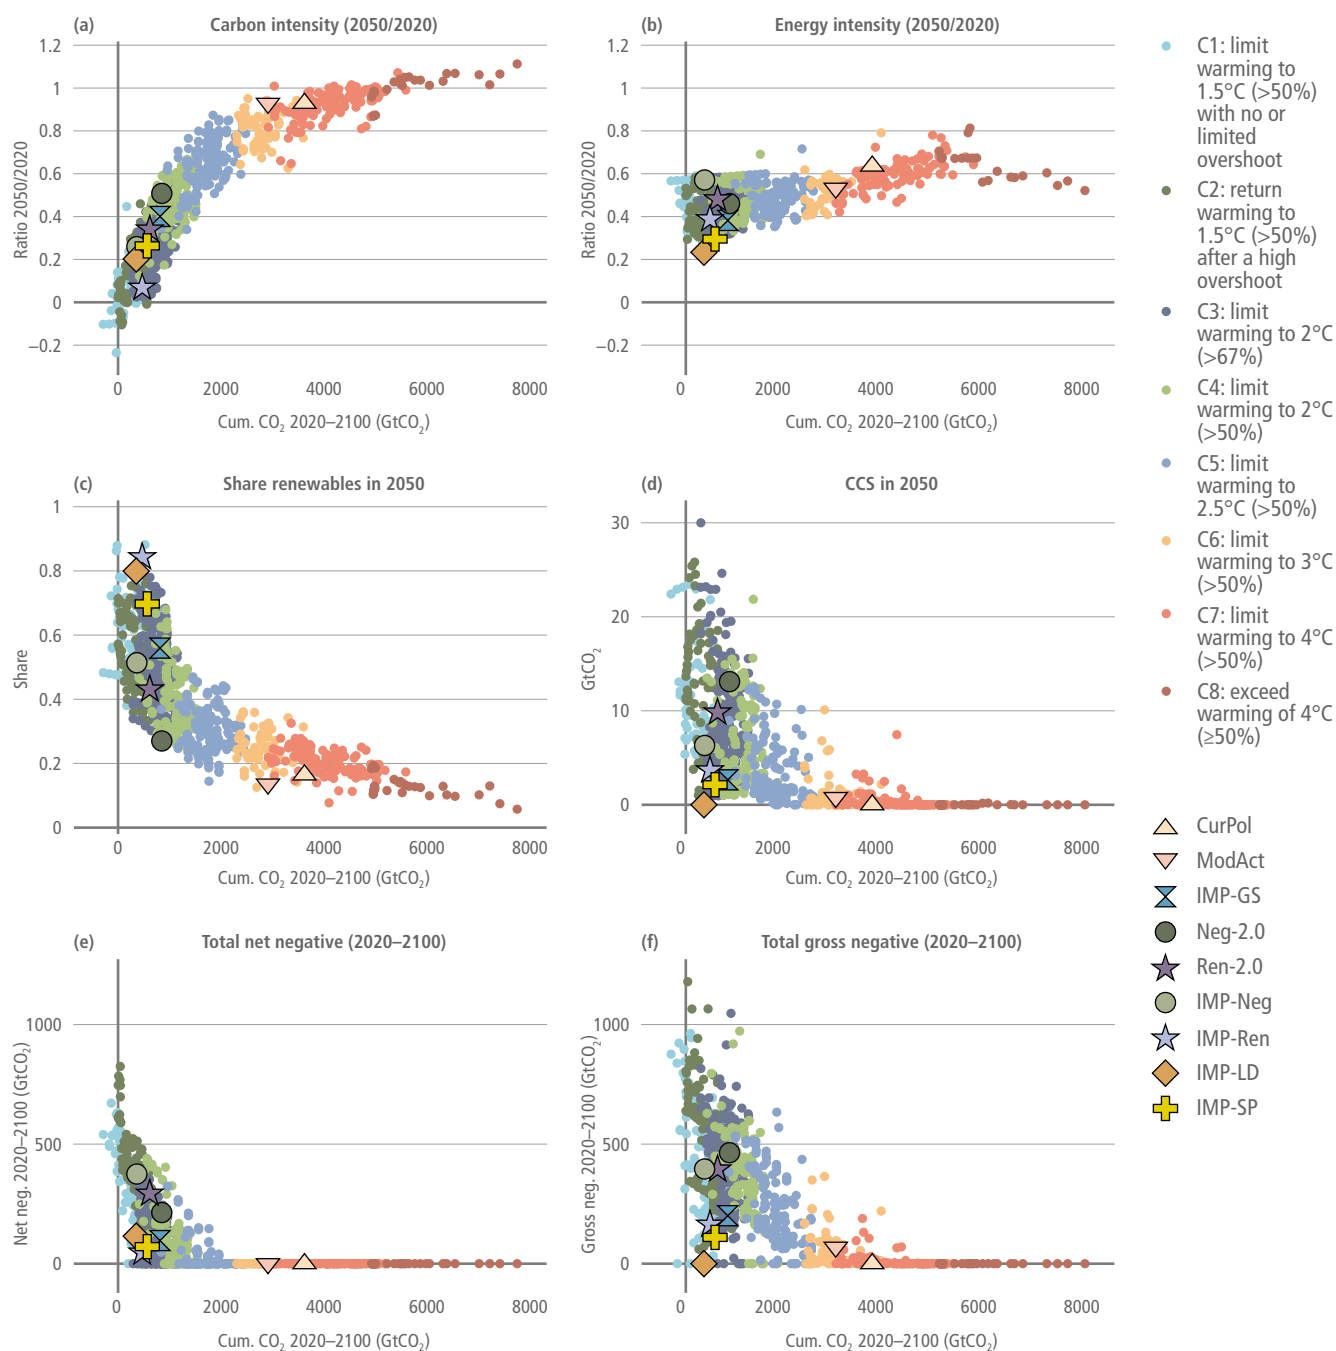 (a) Carbon intensity (2050/2020)
1.2
1
0.8
0.6
0.4
0.2
0
−0.2
Ratio 2050/2020
0 2000 4000 6000 8000
Cum. CO2 2020–2100 (GtCO2)
(b) Energy intensity (2050/2020)
1.2
1
0.8
0.6
0.4
0.2
0
−0.2
Ratio 2050/2020
0 2000 4000 6000 8000
Cum. CO2 2020–2100 (GtCO2)
(c) Share renewables in 2050
1
0.8
0.6
0.4
0.2
0
Share
0 2000 4000 6000 8000
Cum. CO2 2020–2100 (GtCO2)
(d) CCS in 2050
30
20
10
0
GtCO2
0 2000 4000 6000 8000
Cum. CO2 2020–2100 (GtCO2)
(e) Total net negative (2020–2100)
1000
500
0
Net neg. 2020–2100 (GtCO2)
0 2000 4000 6000 8000
Cum. CO2 2020–2100 (GtCO2)
(f) Total gross negative (2020–2100)
1000
500
0
Gross neg. 2020–2100 (GtCO2)
0 2000 4000 6000 8000
Cum. CO2 2020–2100 (GtCO2)
C1: limit
warming to
1.5°C (>50%)
with no or
limited
overshoot
C2: return
warming to
1.5°C (>50%)
after a high
overshoot
C3: limit
warming to 2°C
(>67%)
C4: limit
warming to 2°C
(>50%)
C5: limit
warming to
2.5°C (>50%)
C6: limit
warming to 3°C
(>50%)
C7: limit
warming to 4°C
(>50%)
C8: exceed
warming of 4°C
(≥50%)
CurPol
ModAct
IMP-GS
Neg-2.0
Ren-2.0
IMP-Neg
IMP-Ren
IMP-LD
IMP-SP